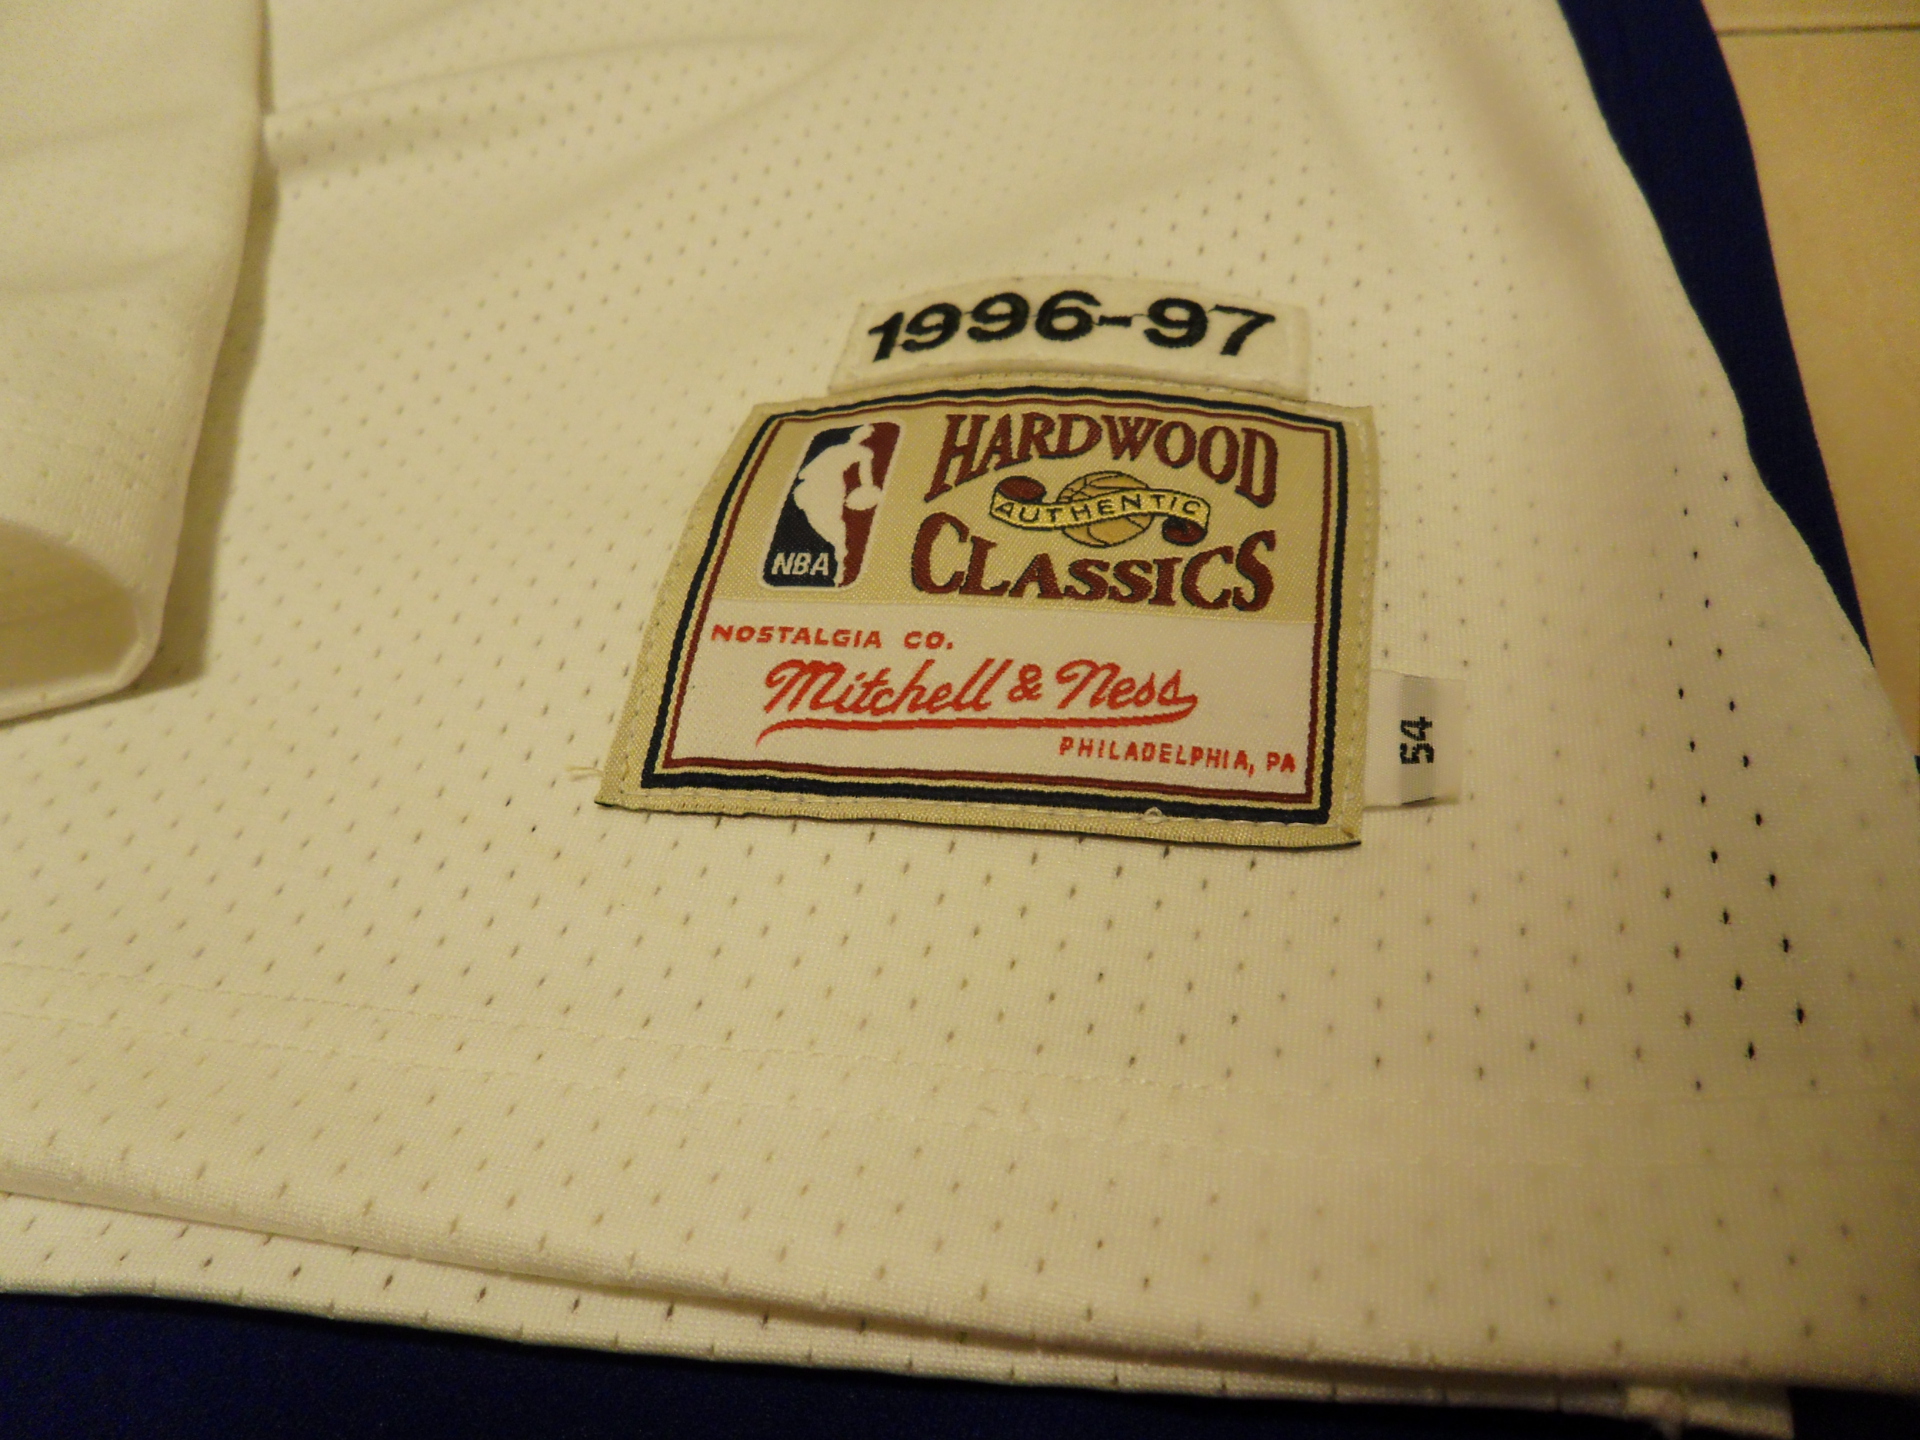 1996-97
HARDWOOD
AUTHENTIC
CLASSICS
NBA
NOSTALGIA CO.
Mitchell & Ness
PHILADELPHIA, PA
54